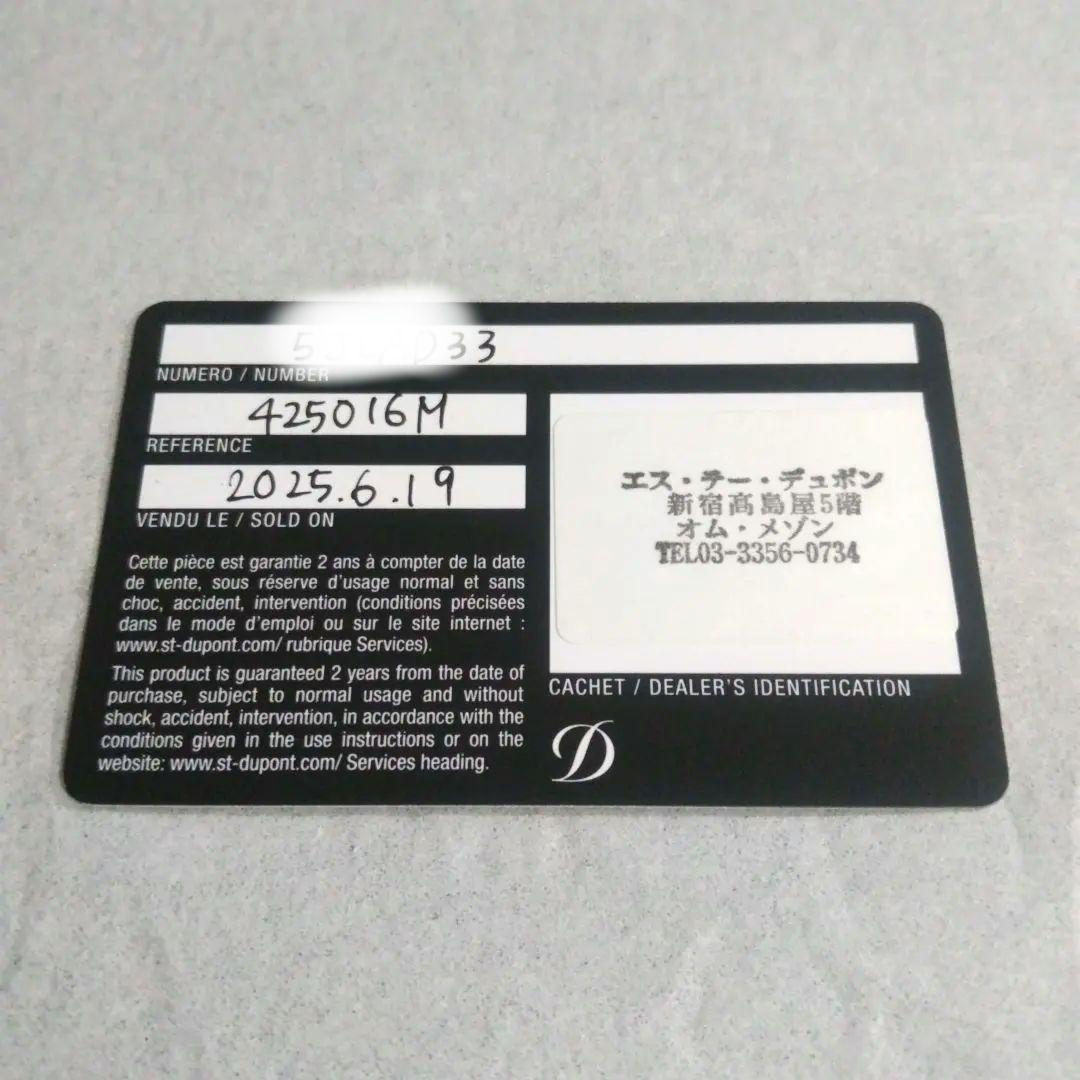 33
NUMERO / NUMBER
425016M
REFERENCE
2025.6.19
VENDU LE / SOLD ON
Cette pièce est garantie 2 ans à compter de la date
de vente, sous réserve d'usage normal et sans
choc, accident, intervention (conditions précisées
dans le mode d'emploi ou sur le site internet :
www.st-dupont.com/ rubrique Services).
This product is guaranteed 2 years from the date of
purchase, subject to normal usage and without
shock, accident, intervention, in accordance with the
conditions given in the use instructions or on the
website: www.st-dupont.com/ Services heading.
エス・テー・デュポン
新宿髙島屋5階
オム・メゾン
TEL03-3356-0734
CACHET / DEALER'S IDENTIFICATION
D